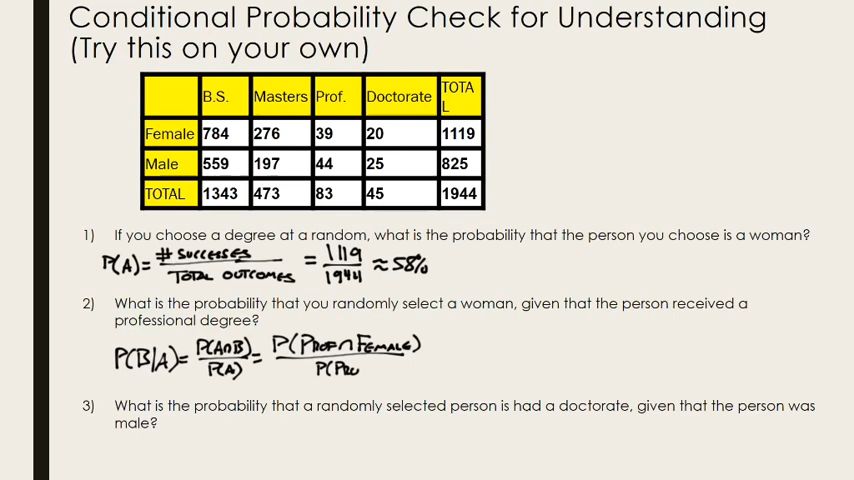 Conditional Probability Check for Understanding
(Try this on your own)
B.S. Masters Prof. Doctorate TOTA
L
Female 784 276 39 20 1119
Male 559 197 44 25 825
TOTAL 1343 473 83 45 1944
1) If you choose a degree at a random, what is the probability that the person you choose is a woman?
P(A)= # SUCCESSES / TOTAL OUTCOMES = 1119 / 1944 ≈ 58%
2) What is the probability that you randomly select a woman, given that the person received a
professional degree?
P(B|A)= P(A∩B) / P(A) = P(PROF ∩ FEMALE) / P(PRO
3) What is the probability that a randomly selected person is had a doctorate, given that the person was
male?